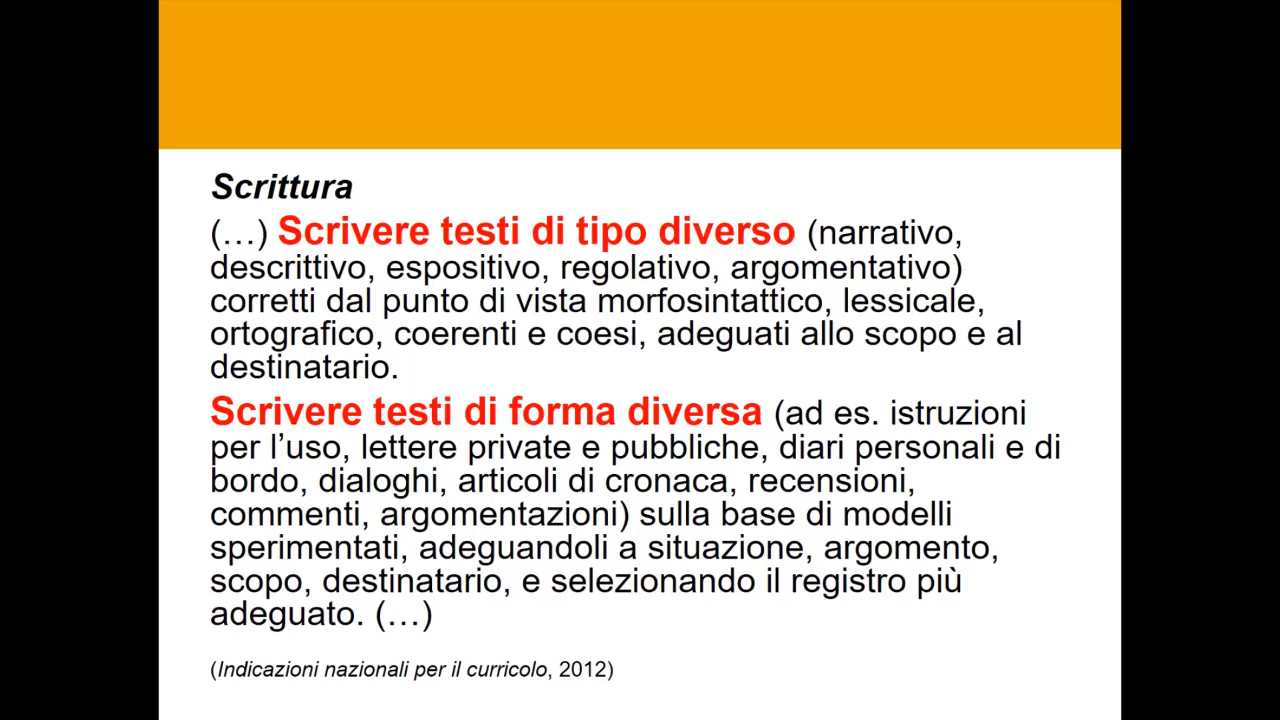 Scrittura
(…) Scrivere testi di tipo diverso (narrativo,
descrittivo, espositivo, regolativo, argomentativo)
corretti dal punto di vista morfosintattico, lessicale,
ortografico, coerenti e coesi, adeguati allo scopo e al
destinatario.
Scrivere testi di forma diversa (ad es. istruzioni
per l’uso, lettere private e pubbliche, diari personali e di
bordo, dialoghi, articoli di cronaca, recensioni,
commenti, argomentazioni) sulla base di modelli
sperimentati, adeguandoli a situazione, argomento,
scopo, destinatario, e selezionando il registro più
adeguato. (…)
(Indicazioni nazionali per il curricolo, 2012)